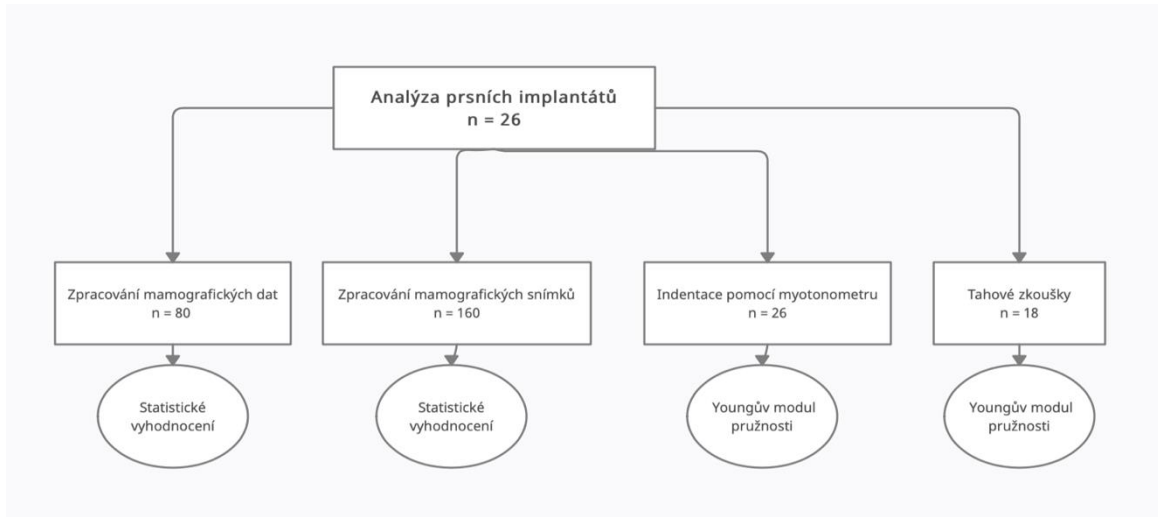 Analýza prsních implantátů
n = 26
Zpracování mamografických dat
n = 80
Zpracování mamografických snímků
n = 160
Indentace pomocí myotonometru
n = 26
Tahové zkoušky
n = 18
Statistické
vyhodnocení
Statistické
vyhodnocení
Youngův modul
pružnosti
Youngův modul
pružnosti